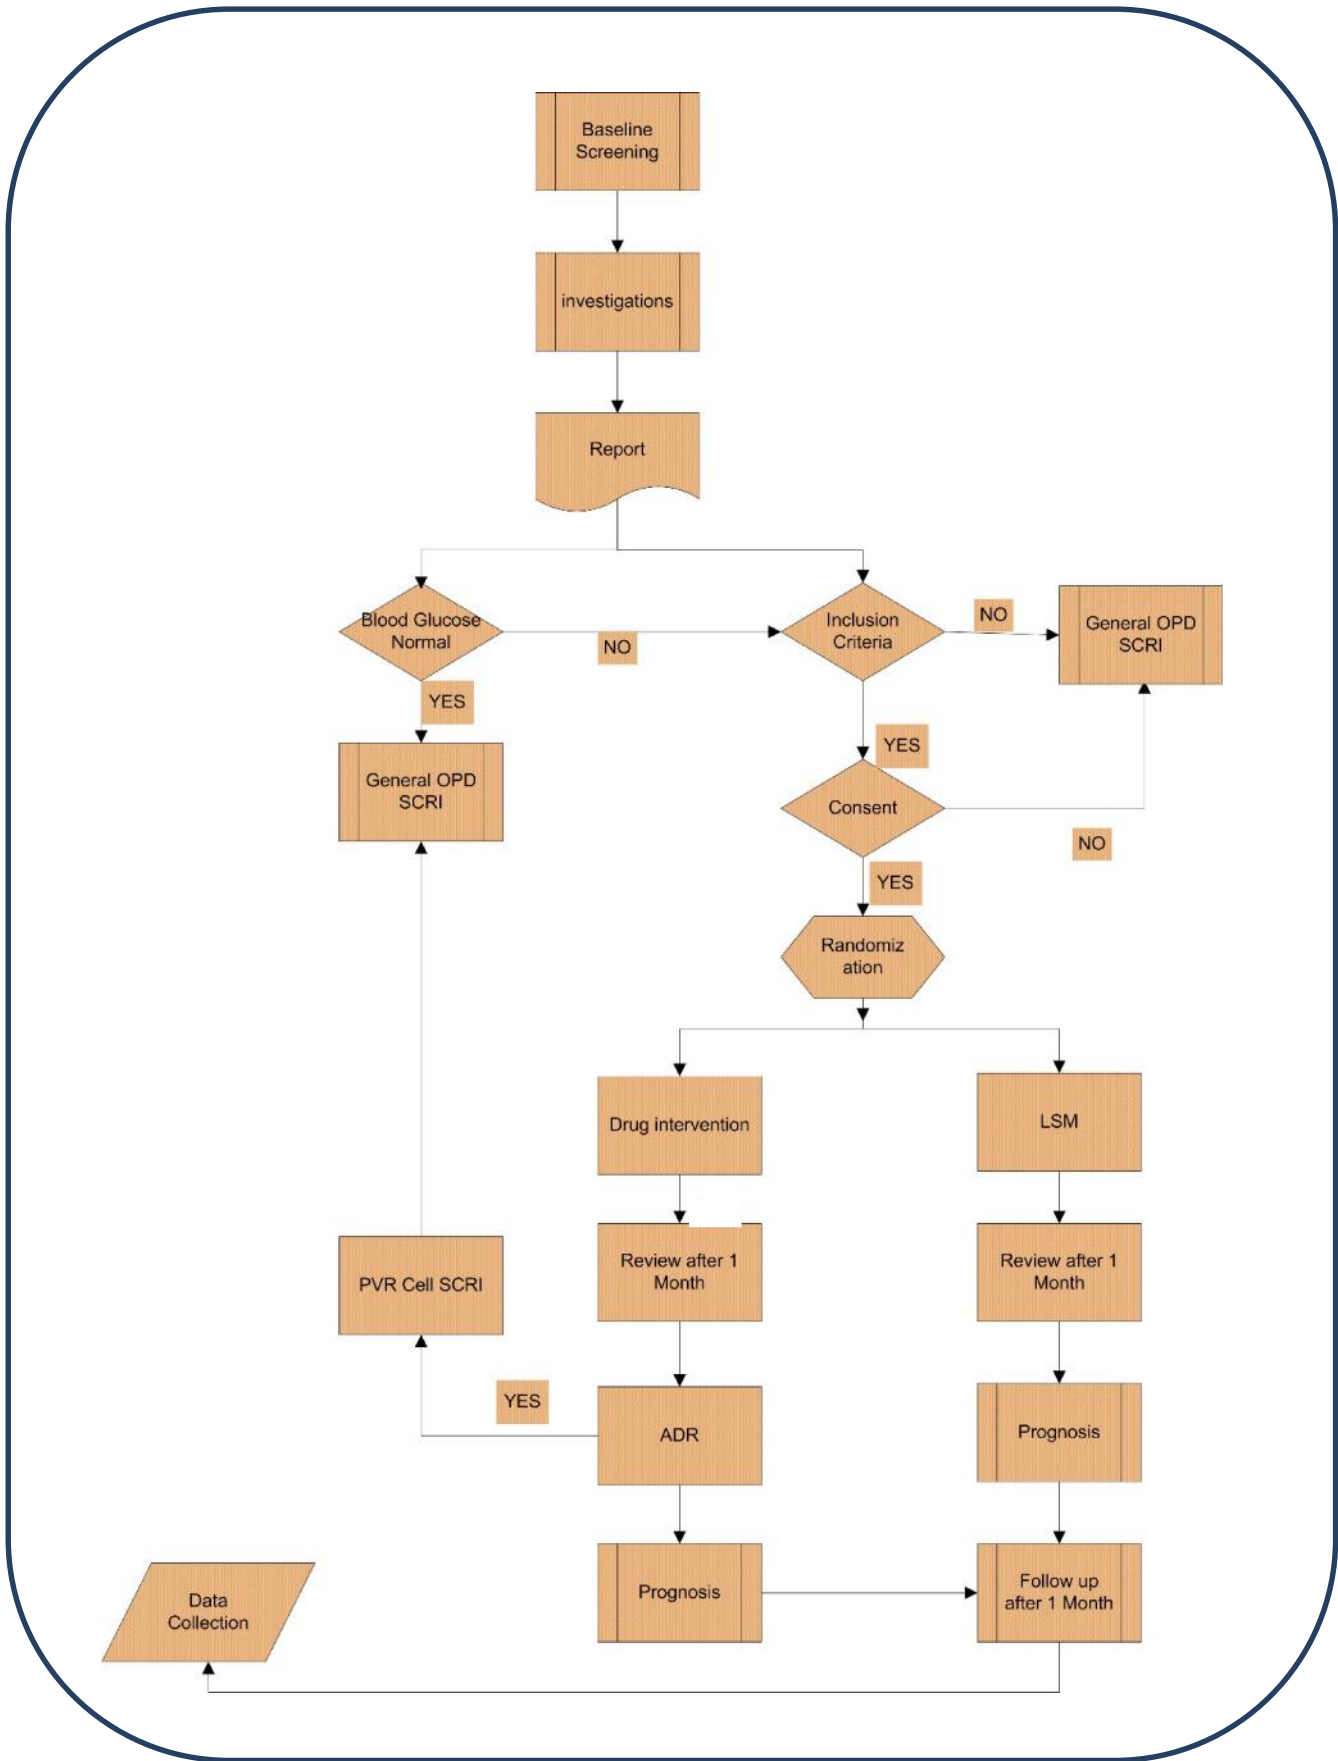 Baseline
Screening
investigations
Report
Blood Glucose
Normal
NO
Inclusion
Criteria
NO
General OPD
SCRI
YES
General OPD
SCRI
YES
Consent
NO
YES
Randomiz
ation
Drug intervention
LSM
Review after 1
Month
Review after 1
Month
PVR Cell SCRI
YES
ADR
Prognosis
Prognosis
Follow up
after 1 Month
Data
Collection